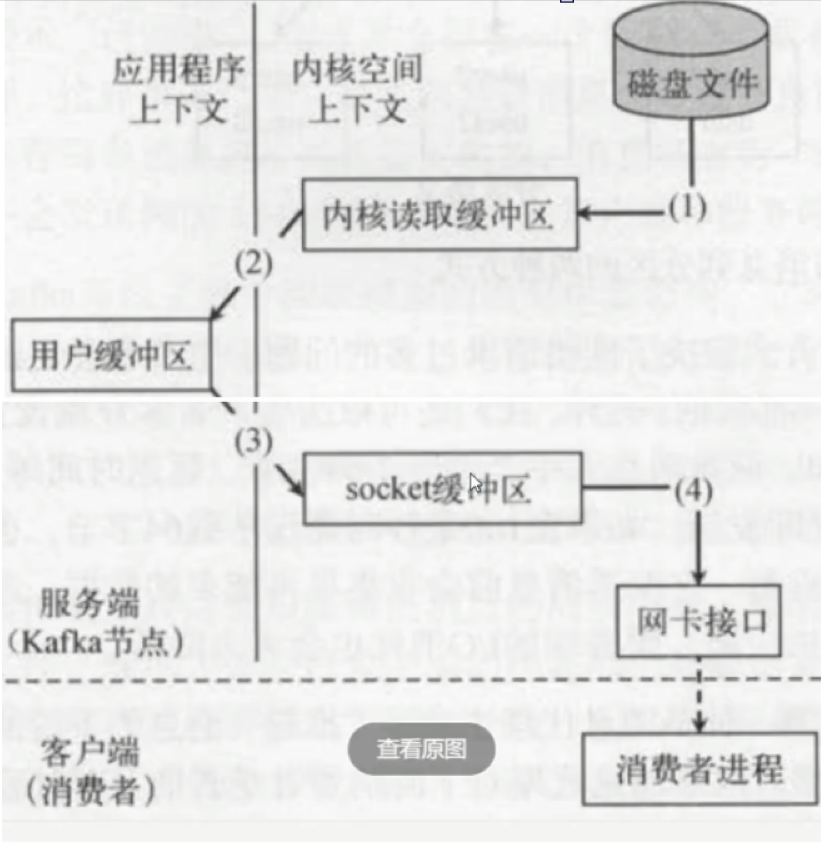 应用程序
上下文
内核空间
上下文
磁盘文件
(1)
内核读取缓冲区
(2)
用户缓冲区
(3)
socket缓冲区
(4)
网卡接口
服务端
(Kafka节点)
客户端
(消费者)
查看原图
消费者进程